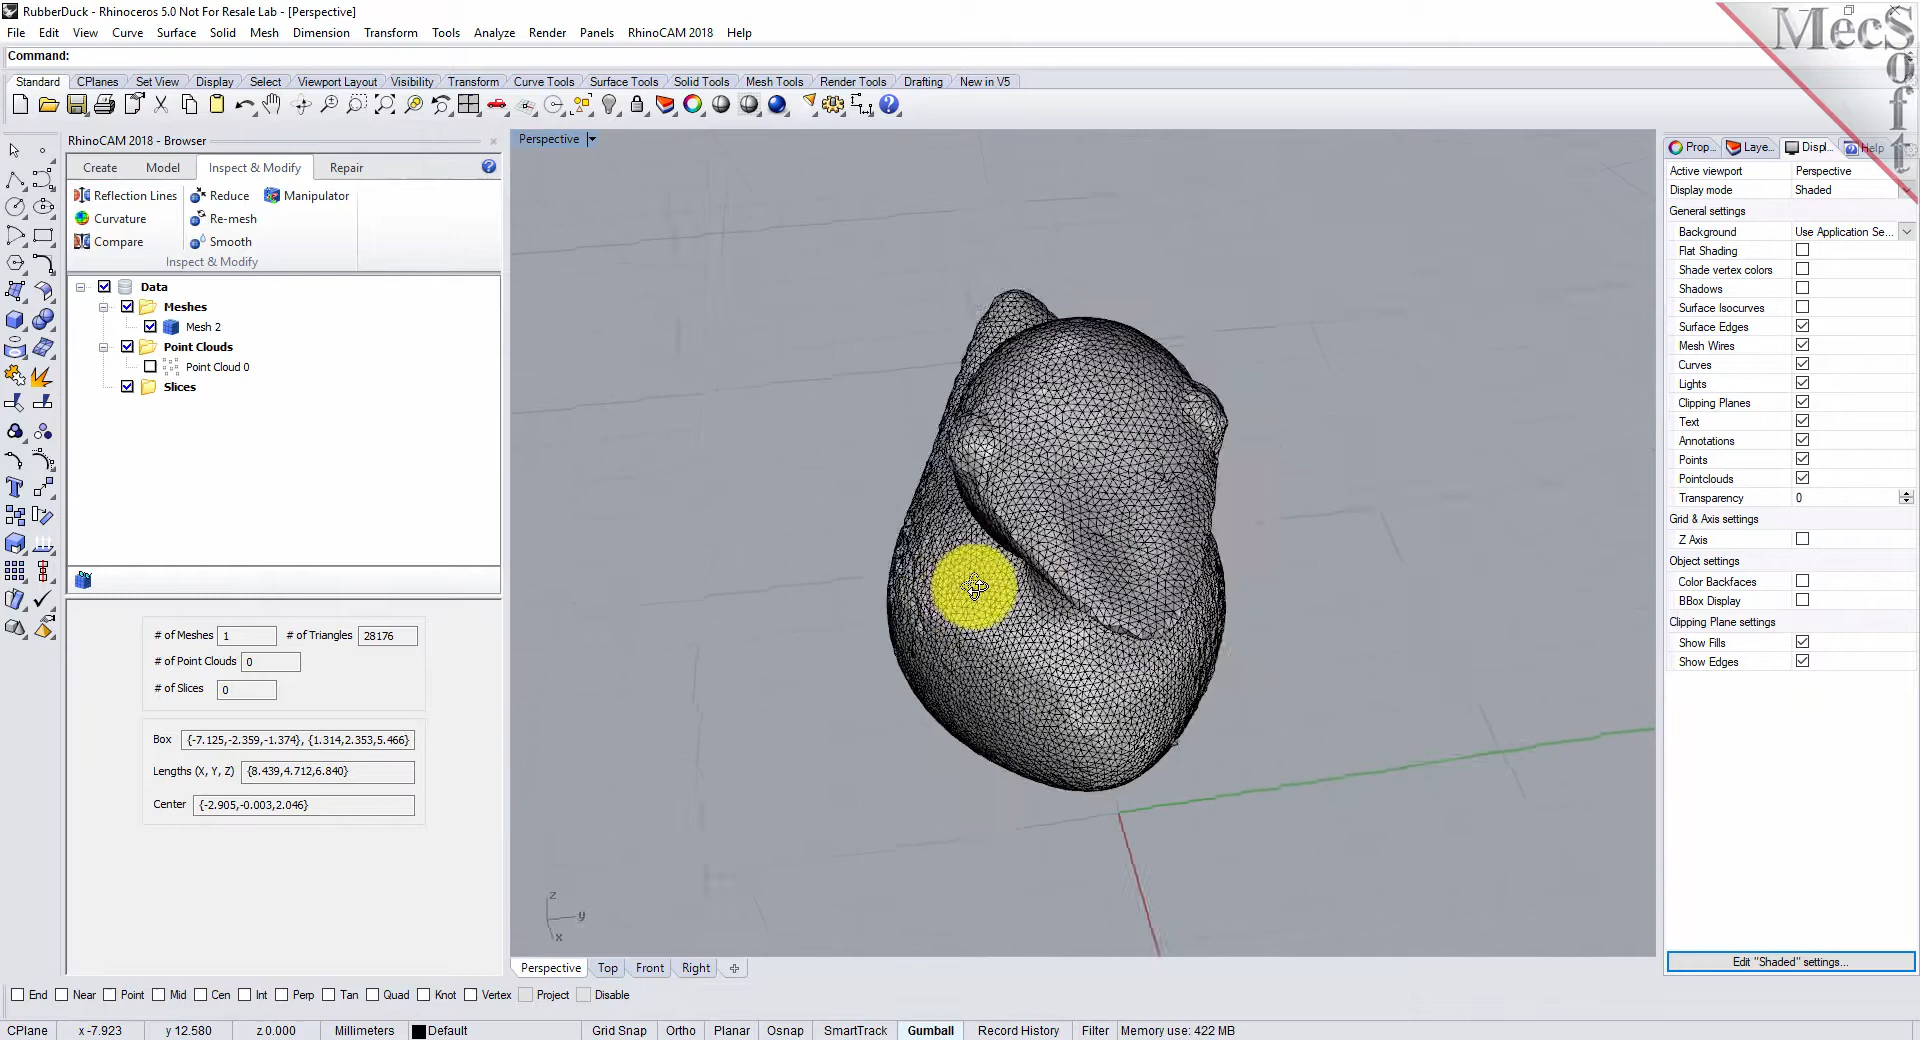 RubberDuck - Rhinoceros 5.0 Not For Resale Lab - [Perspective]
File Edit View Curve Surface Solid Mesh Dimension Transform Tools Analyze Render Panels RhinoCAM 2018 Help
Command:
Standard CPlanes Set View Display Select Viewport Layout Visibility Transform Curve Tools Surface Tools Solid Tools Mesh Tools Render Tools Drafting New in V5
MecSoft
RhinoCAM 2018 - Browser
Create Model Inspect & Modify Repair
Reflection Lines Reduce Manipulator
Curvature Re-mesh
Compare Smooth
Inspect & Modify
Data
Meshes
Mesh 2
Point Clouds
Point Cloud 0
Slices
# of Meshes 1 # of Triangles 28176
# of Point Clouds 0
# of Slices 0
Box {-7.125,-2.359,-1.374}, {1.314,2.353,5.466}
Lengths (X, Y, Z) {8.439,4.712,6.840}
Center {-2.905,-0.003,2.046}
Perspective
z
y
x
Prop... Laye... Displ... Help
Active viewport Perspective
Display mode Shaded
General settings
Background Use Application Se...
Flat Shading
Shade vertex colors
Shadows
Surface Isocurves
Surface Edges
Mesh Wires
Curves
Lights
Clipping Planes
Text
Annotations
Points
Pointclouds
Transparency 0
Grid & Axis settings
Z Axis
Object settings
Color Backfaces
BBox Display
Clipping Plane settings
Show Fills
Show Edges
Edit "Shaded" settings...
Perspective Top Front Right
End Near Point Mid Cen Int Perp Tan Quad Knot Vertex Project Disable
CPlane x -7.923 y 12.580 z 0.000 Millimeters Default Grid Snap Ortho Planar Osnap SmartTrack Gumball Record History Filter Memory use: 422 MB